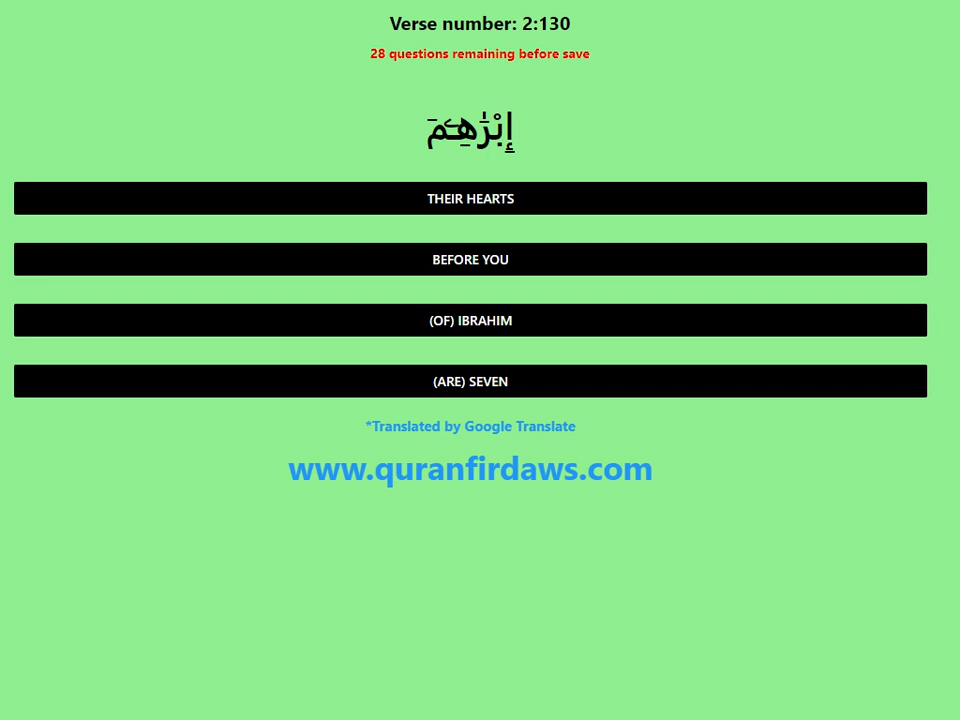 Verse number: 2:130
28 questions remaining before save
إِبْرَٰهِـۧمَ
THEIR HEARTS
BEFORE YOU
(OF) IBRAHIM
(ARE) SEVEN
*Translated by Google Translate
www.quranfirdaws.com